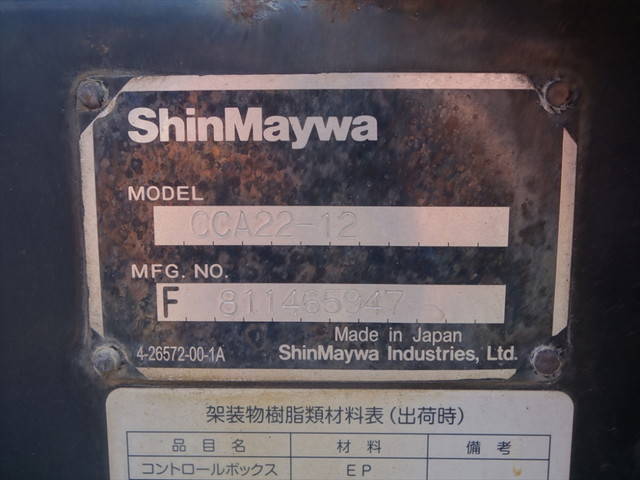 ShinMaywa
MODEL
CCA22-12
MFG. NO.
F 811465947
Made in Japan
4-26572-00-1A ShinMaywa Industries, Ltd.
架装物樹脂類材料表（出荷時）
品目名 材料 備考
コントロールボックス EP